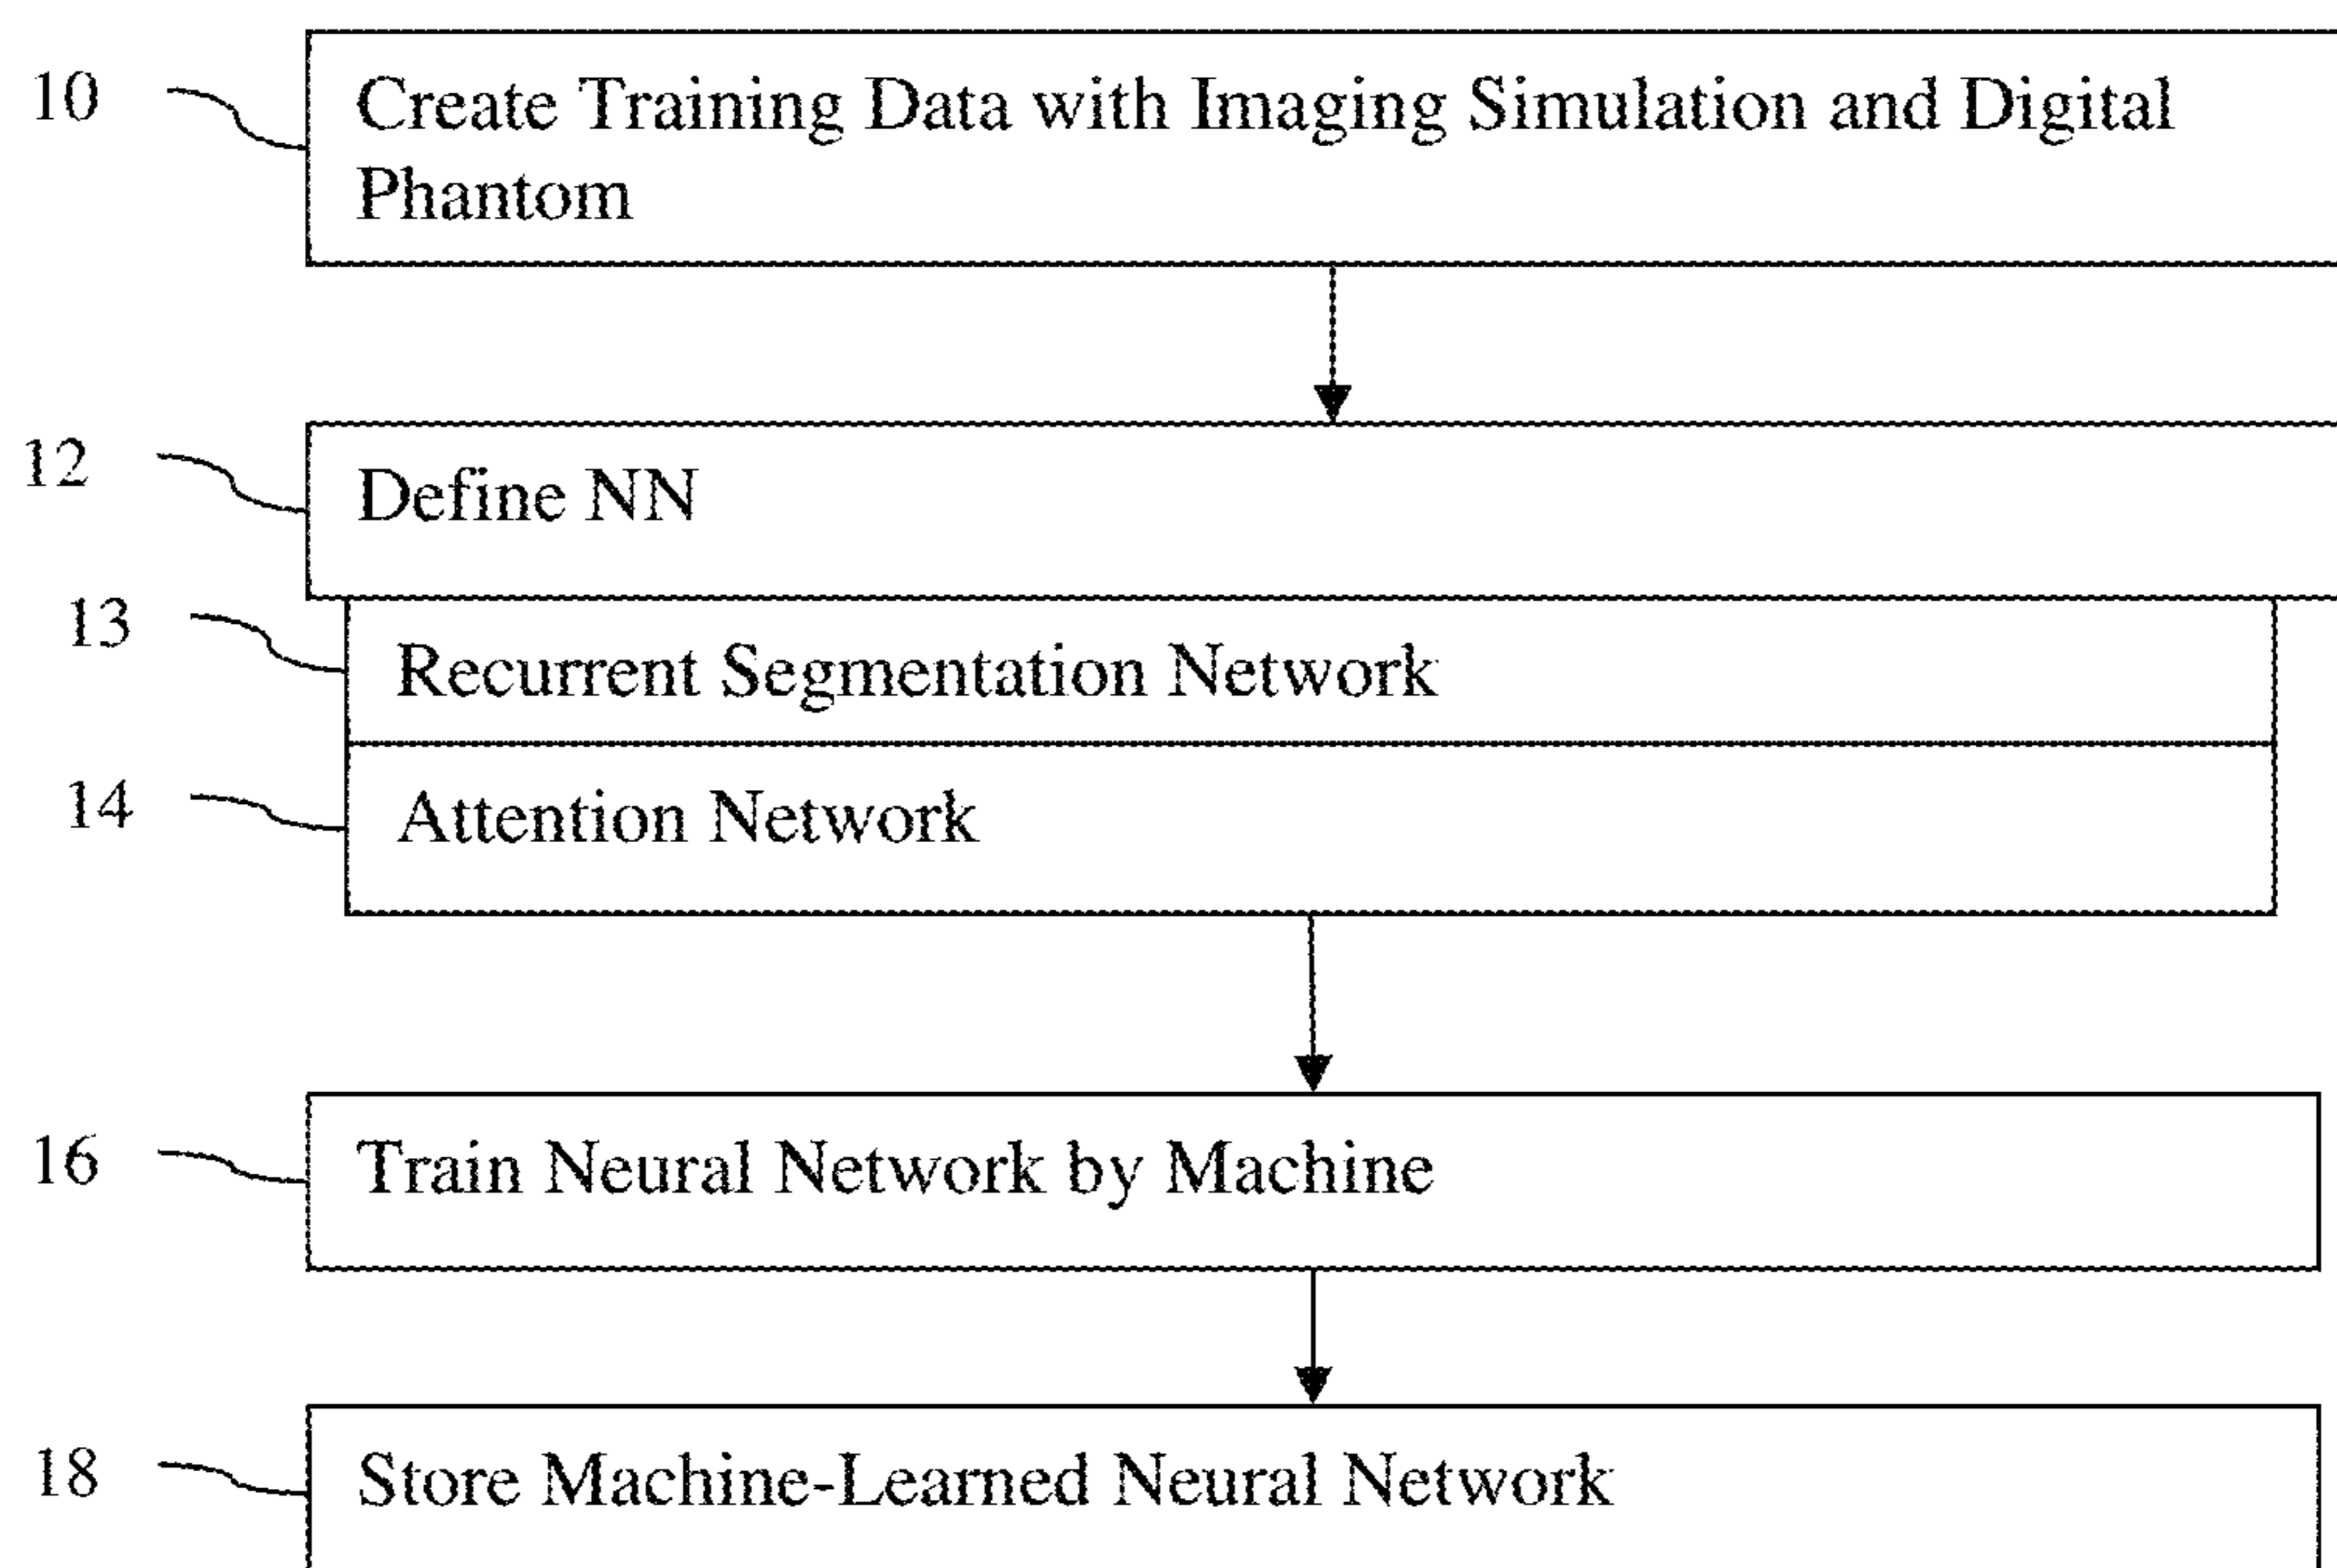 10
Create Training Data with Imaging Simulation and Digital
Phantom
12
Define NN
13
Recurrent Segmentation Network
14
Attention Network
16
Train Neural Network by Machine
18
Store Machine-Learned Neural Network